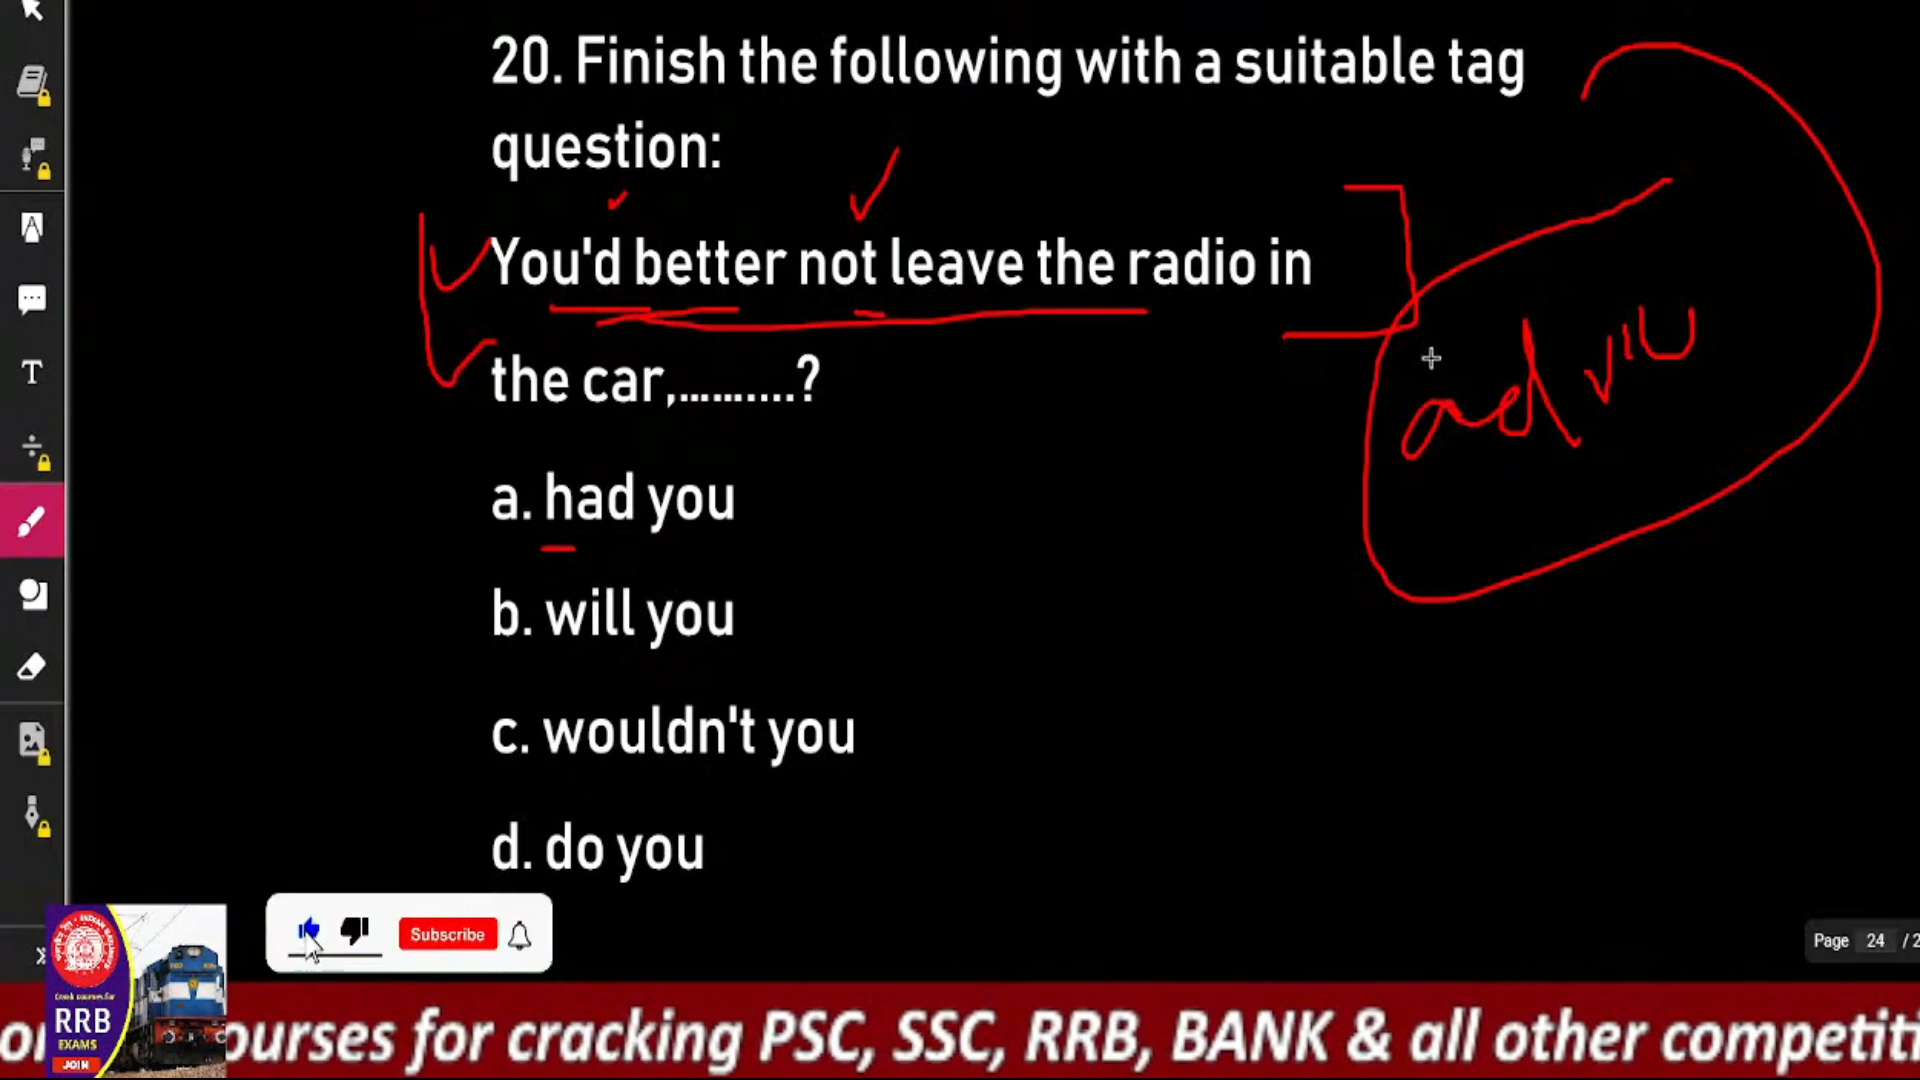 20. Finish the following with a suitable tag
question:
You'd better not leave the radio in
the car,..........?
a. had you
b. will you
c. wouldn't you
d. do you
Subscribe
Page 24 / 2
RRB
EXAMS
JOIN
ourses for cracking PSC, SSC, RRB, BANK & all other competiti